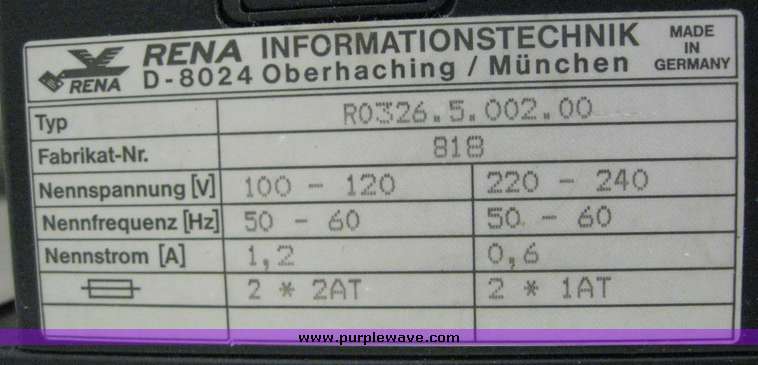 RENA
RENA INFORMATIONSTECHNIK
D-8024 Oberhaching / München
MADE
IN
GERMANY
Typ R0326.5.002.00
Fabrikat-Nr. 818
Nennspannung [V] 100 - 120 220 - 240
Nennfrequenz [Hz] 50 - 60 50 - 60
Nennstrom [A] 1,2 0,6
2 * 2AT 2 * 1AT
www.purplewave.com